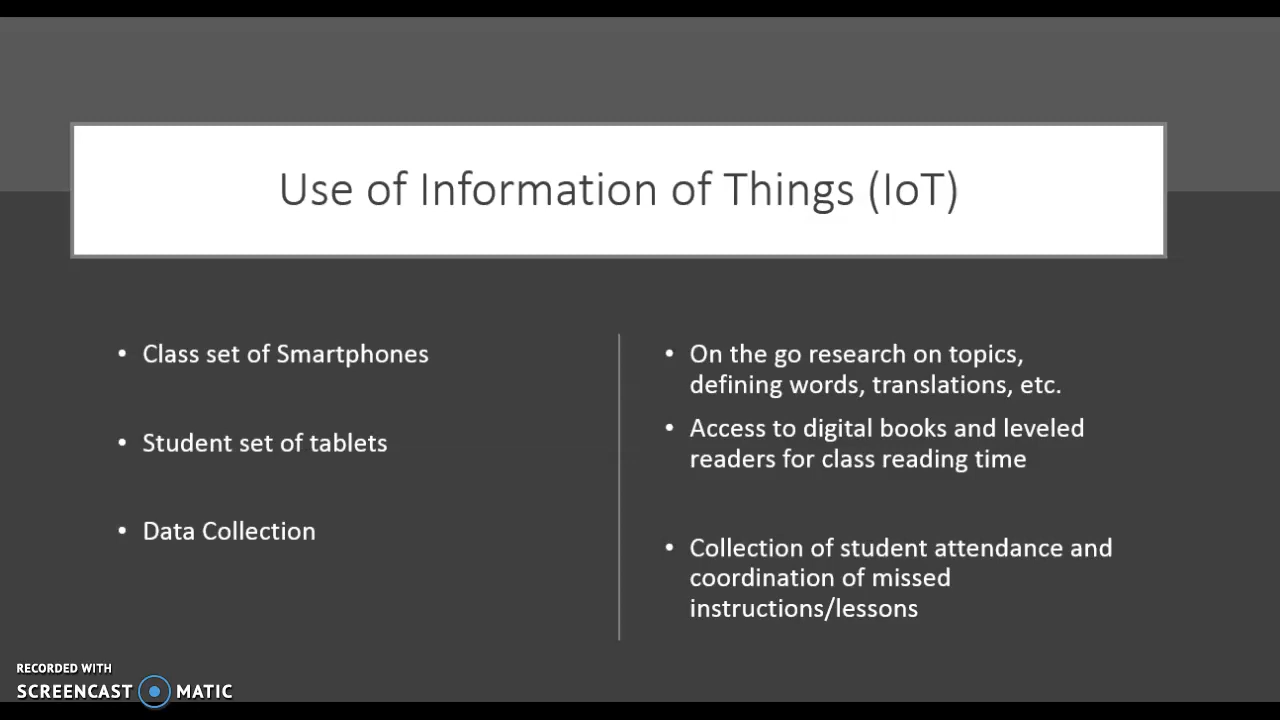 Use of Information of Things (IoT)
• Class set of Smartphones
• Student set of tablets
• Data Collection
• On the go research on topics,
defining words, translations, etc.
• Access to digital books and leveled
readers for class reading time
• Collection of student attendance and
coordination of missed
instructions/lessons
RECORDED WITH
SCREENCAST MATIC